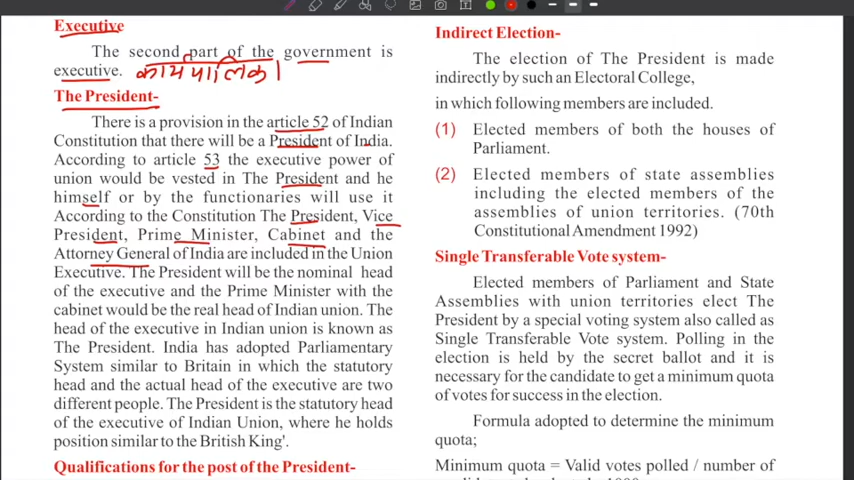 Executive
The second part of the government is
executive. कार्यपालिका।
The President-
There is a provision in the article 52 of Indian
Constitution that there will be a President of India.
According to article 53 the executive power of
union would be vested in The President and he
himself or by the functionaries will use it
According to the Constitution The President, Vice
President, Prime Minister, Cabinet and the
Attorney General of India are included in the Union
Executive. The President will be the nominal head
of the executive and the Prime Minister with the
cabinet would be the real head of Indian union. The
head of the executive in Indian union is known as
The President. India has adopted Parliamentary
System similar to Britain in which the statutory
head and the actual head of the executive are two
different people. The President is the statutory head
of the executive of Indian Union, where he holds
position similar to the British King'.
Qualifications for the post of the President-
Indirect Election-
The election of The President is made
indirectly by such an Electoral College,
in which following members are included.
(1) Elected members of both the houses of
Parliament.
(2) Elected members of state assemblies
including the elected members of the
assemblies of union territories. (70th
Constitutional Amendment 1992)
Single Transferable Vote system-
Elected members of Parliament and State
Assemblies with union territories elect The
President by a special voting system also called as
Single Transferable Vote system. Polling in the
election is held by the secret ballot and it is
necessary for the candidate to get a minimum quota
of votes for success in the election.
Formula adopted to determine the minimum
quota;
Minimum quota = Valid votes polled / number of